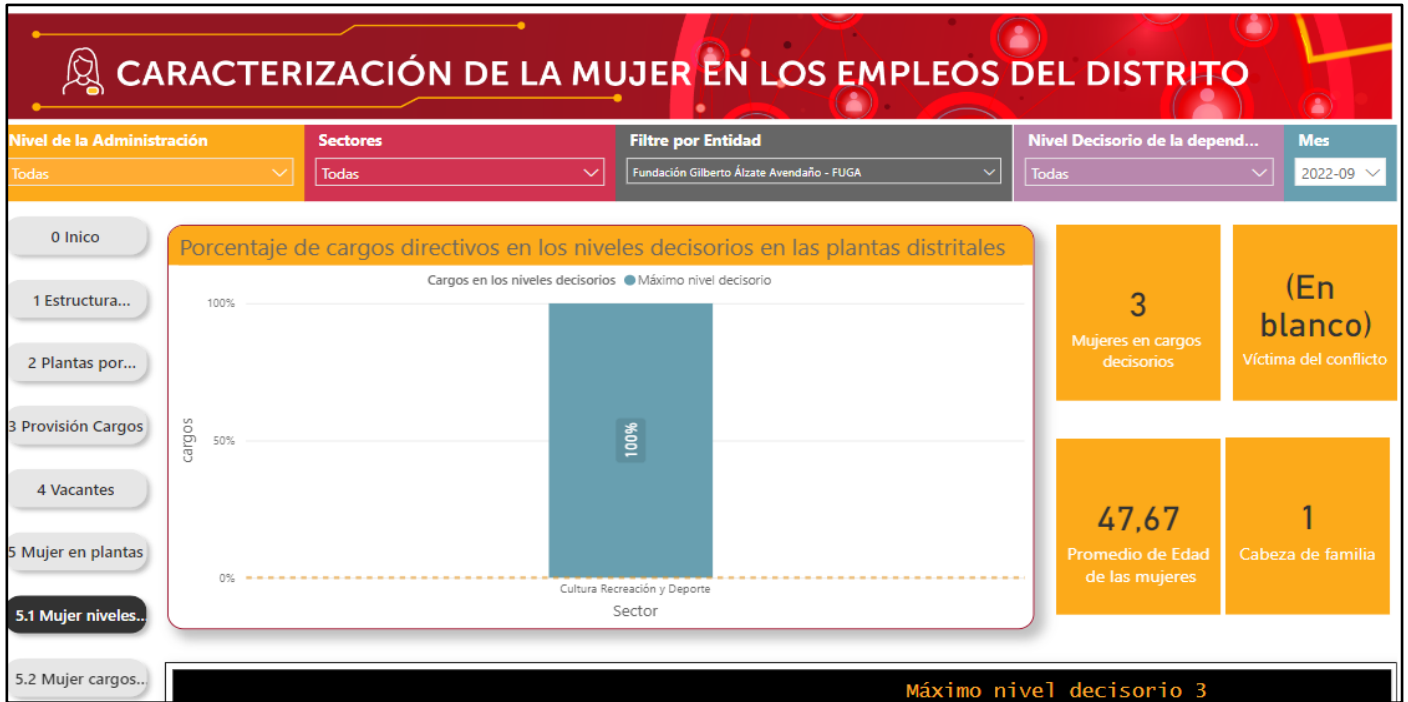 CARACTERIZACIÓN DE LA MUJER EN LOS EMPLEOS DEL DISTRITO
Nivel de la Administración
Todas
Sectores
Todas
Filtre por Entidad
Fundación Gilberto Álzate Avendaño - FUGA
Nivel Decisorio de la depend...
Todas
Mes
2022-09
0 Inico
1 Estructura...
2 Plantas por...
3 Provisión Cargos
4 Vacantes
5 Mujer en plantas
5.1 Mujer niveles...
5.2 Mujer cargos...
Porcentaje de cargos directivos en los niveles decisorios en las plantas distritales
Cargos en los niveles decisorios Máximo nivel decisorio
100%
50%
0%
cargos
100%
Cultura Recreación y Deporte
Sector
3
Mujeres en cargos
decisorios
(En
blanco)
Víctima del conflicto
47,67
Promedio de Edad
de las mujeres
1
Cabeza de familia
Máximo nivel decisorio 3